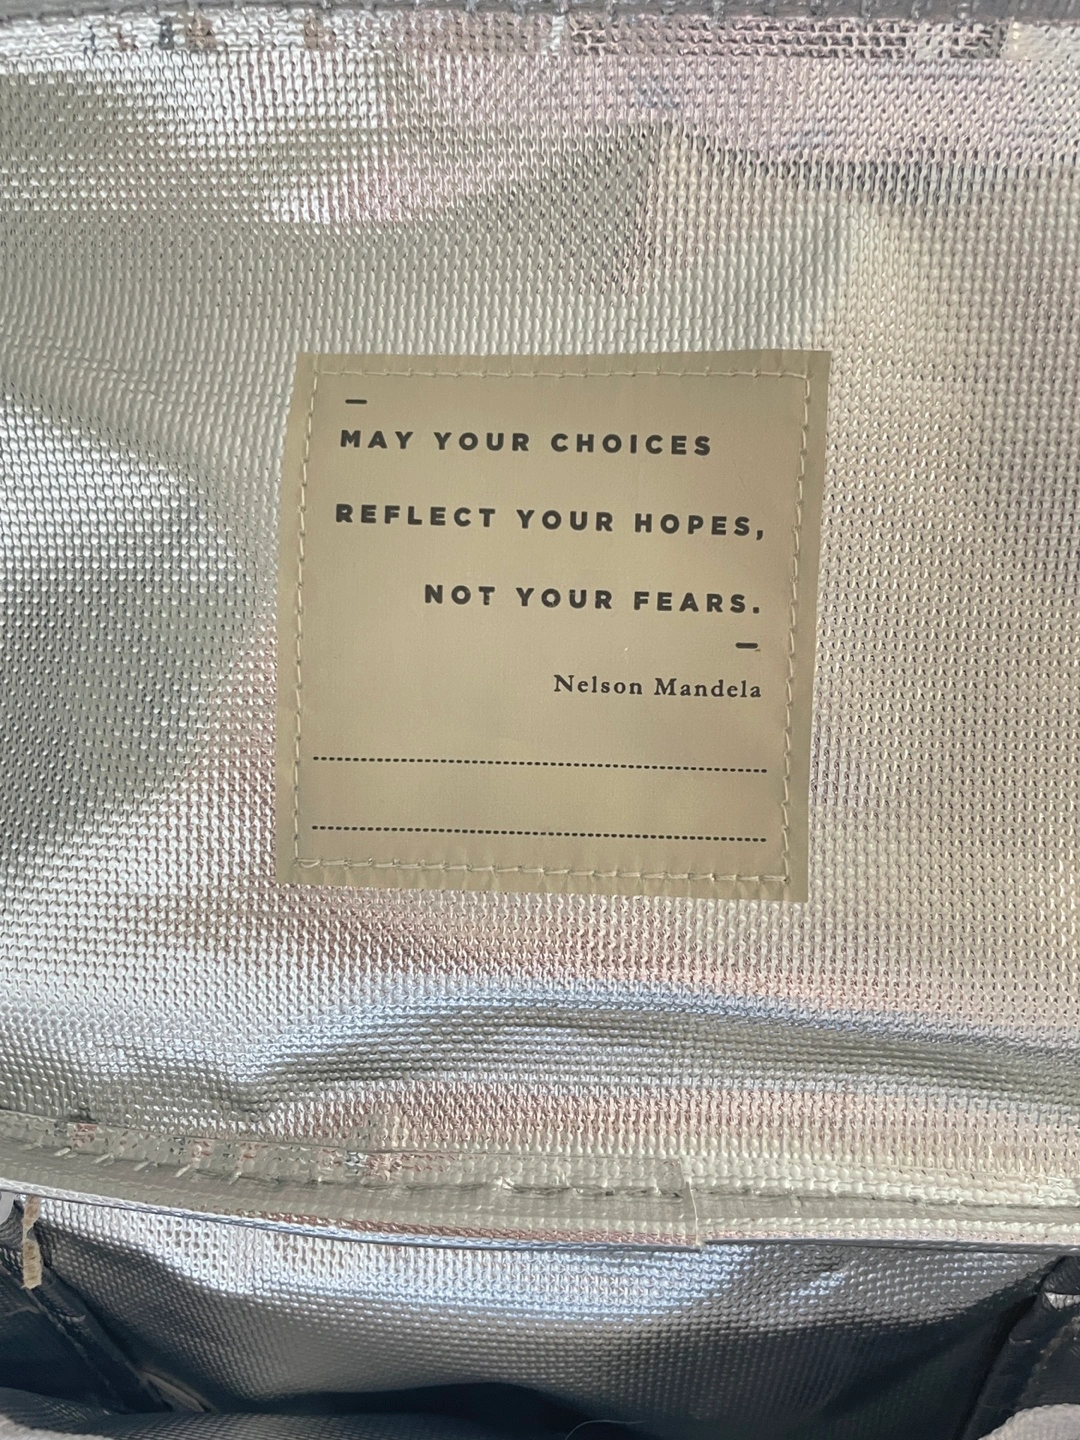 MAY YOUR CHOICES
REFLECT YOUR HOPES,
NOT YOUR FEARS.
Nelson Mandela